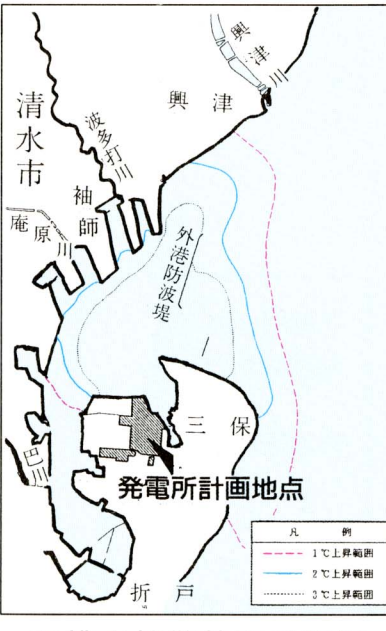 興津川
興津
清水市
波多打川
袖師
庵原川
外港防波堤
三保
巴川
発電所計画地点
折戸
凡例
1℃上昇範囲
2℃上昇範囲
3℃上昇範囲